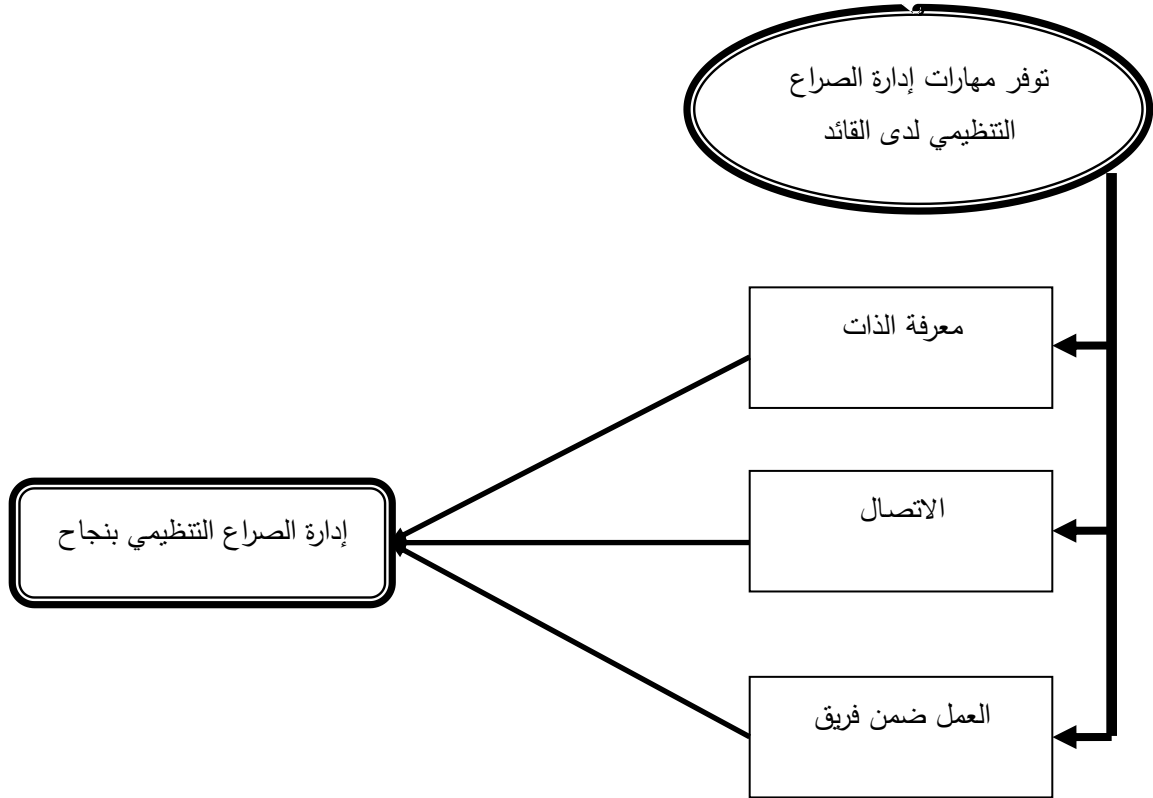 توفر مهارات إدارة الصراع
التنظيمي لدى القائد
معرفة الذات
الاتصال
إدارة الصراع التنظيمي بنجاح
العمل ضمن فريق